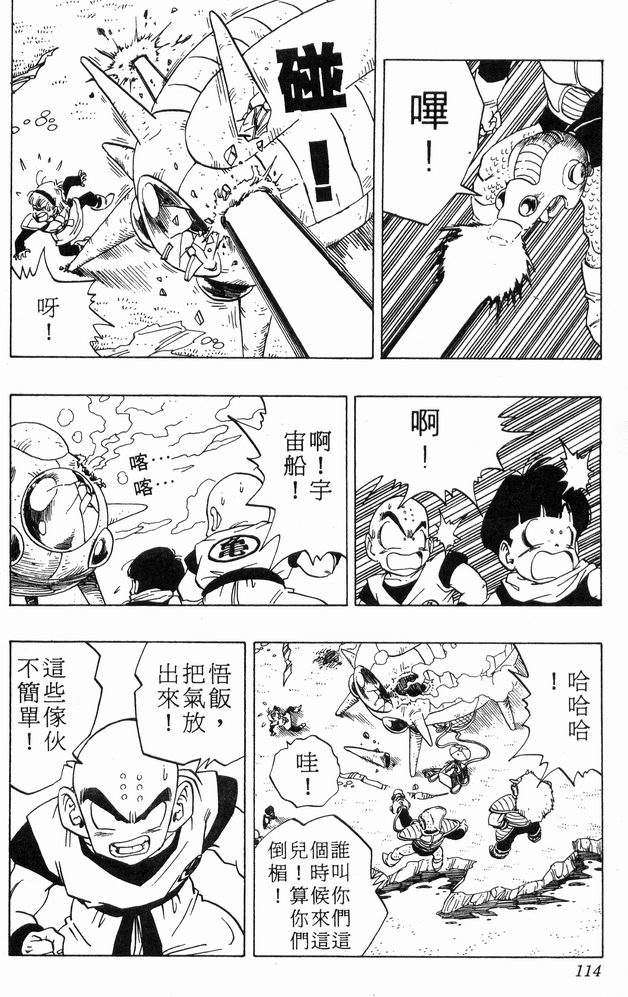 嗶！
碰！
呀！
啊！
啊！宇
宙船！
亀
喀…
喀…
哈哈哈
！
哇！
誰叫你們這
個時候來這
兒！算你們
倒楣！
悟飯，
把氣放
出來！
這些傢伙
不簡單！
114